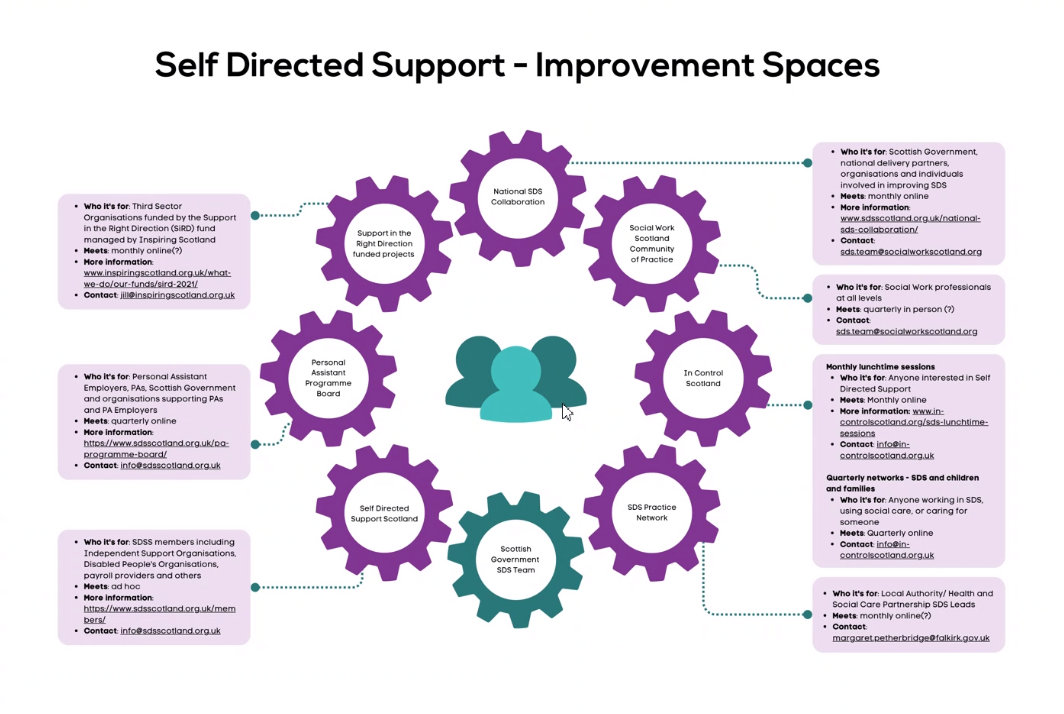 Self Directed Support - Improvement Spaces
National SDS
Collaboration
Support in the
Right Direction
funded projects
Social Work
Scotland
Community
of Practice
Personal
Assistant
Programme
Board
In Control
Scotland
Self Directed
Support Scotland
SDS Practice
Network
Scottish
Government
SDS Team
• Who it's for: Third Sector
Organisations funded by the Support
in the Right Direction (SiRD) fund
managed by Inspiring Scotland
• Meets: monthly online(?)
• More information:
www.inspiringscotland.org.uk/what-
we-do/our-funds/sird-2021/
• Contact: jill@inspiringscotland.org.uk
• Who it's for: Personal Assistant
Employers, PAs, Scottish Government
and organisations supporting PAs
and PA Employers
• Meets: quarterly online
• More information:
https://www.sdsscotland.org.uk/pa-
programme-board/
• Contact: info@sdsscotland.org.uk
• Who it's for: SDSS members including
Independent Support Organisations,
Disabled People's Organisations,
payroll providers and others
• Meets: ad hoc
• More information:
https://www.sdsscotland.org.uk/mem
bers/
• Contact: info@sdsscotland.org.uk
• Who it's for: Scottish Government,
national delivery partners,
organisations and individuals
involved in improving SDS
• Meets: monthly online
• More information:
www.sdsscotland.org.uk/national-
sds-collaboration/
• Contact:
sds.team@socialworkscotland.org
• Who it's for: Social Work professionals
at all levels
• Meets: quarterly in person (?)
• Contact:
sds.team@socialworkscotland.org
Monthly lunchtime sessions
• Who it's for: Anyone interested in Self
Directed Support
• Meets: Monthly online
• More information: www.in-
controlscotland.org/sds-lunchtime-
sessions
• Contact: info@in-
controlscotland.org.uk
Quarterly networks - SDS and children
and families
• Who it's for: Anyone working in SDS,
using social care, or caring for
someone
• Meets: Quarterly online
• Contact: info@in-
controlscotland.org.uk
• Who it's for: Local Authority/ Health and
Social Care Partnership SDS Leads
• Meets: monthly online(?)
• Contact:
margaret.petherbridge@falkirk.gov.uk